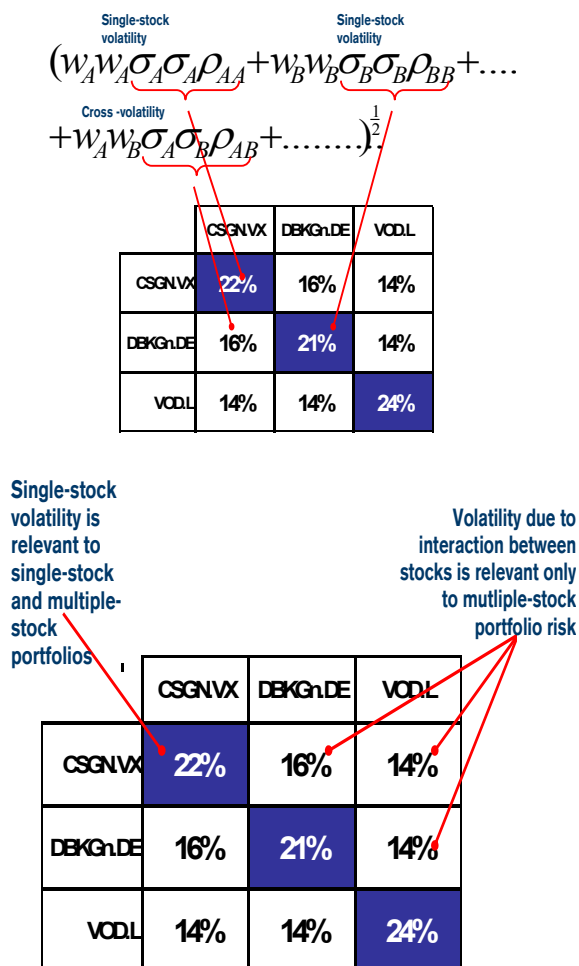 Single-stock volatility
Single-stock volatility
(w_A w_A σ_A σ_A ρ_AA + w_B w_B σ_B σ_B ρ_BB + ....
Cross -volatility
+ w_A w_B σ_A σ_B ρ_AB + ........)^{1/2}.
CSGN.VX DBKGn.DE VOD.L
CSGN.VX 22% 16% 14%
DBKGn.DE 16% 21% 14%
VOD.L 14% 14% 24%
Single-stock
volatility is
relevant to
single-stock
and multiple-
stock
portfolios
Volatility due to
interaction between
stocks is relevant only
to mutliple-stock
portfolio risk
CSGN.VX DBKGn.DE VOD.L
CSGN.VX 22% 16% 14%
DBKGn.DE 16% 21% 14%
VOD.L 14% 14% 24%